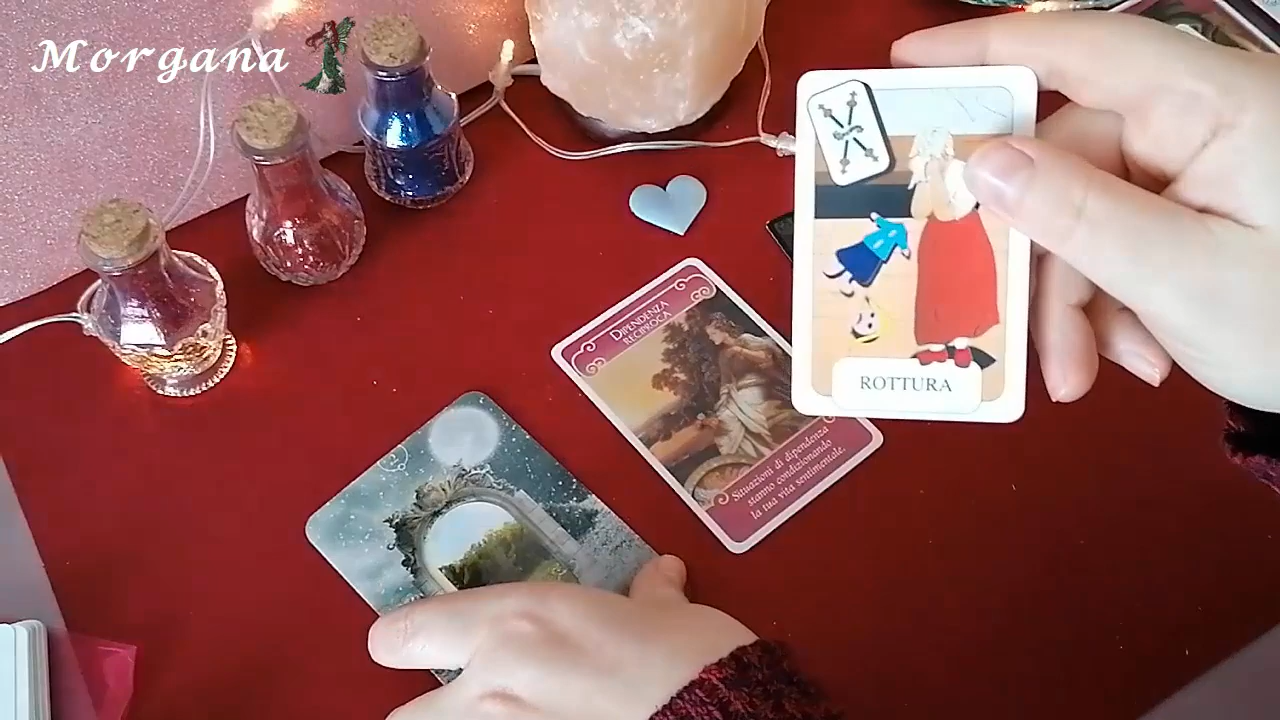 Morgana
ROTTURA
DIPENDENZA
RECIPROCA
Situazioni di dipendenza
stanno condizionando
la tua vita sentimentale.